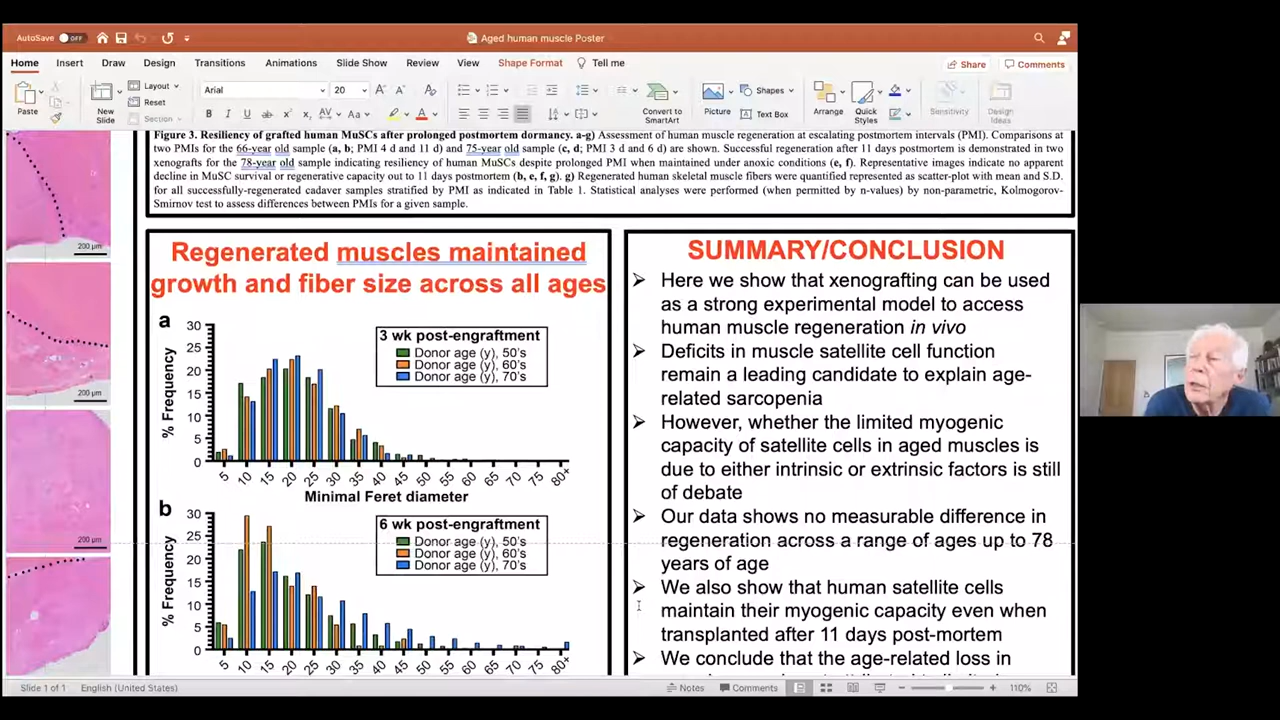 AutoSave OFF
Aged human muscle Poster
Home Insert Draw Design Transitions Animations Slide Show Review View Shape Format Tell me Share Comments
Paste
New Slide
Layout
Reset
Section
Arial 20
Convert to SmartArt
Picture
Shapes
Text Box
Arrange
Quick Styles
Sensitivity
Design Ideas
Figure 3. Resiliency of grafted human MuSCs after prolonged postmortem dormancy. a-g) Assessment of human muscle regeneration at escalating postmortem intervals (PMI). Comparisons at
two PMIs for the 66-year old sample (a, b; PMI 4 d and 11 d) and 75-year old sample (c, d; PMI 3 d and 6 d) are shown. Successful regeneration after 11 days postmortem is demonstrated in two
xenografts for the 78-year old sample indicating resiliency of human MuSCs despite prolonged PMI when maintained under anoxic conditions (e, f). Representative images indicate no apparent
decline in MuSC survival or regenerative capacity out to 11 days postmortem (b, e, f, g). g) Regenerated human skeletal muscle fibers were quantified represented as scatter-plot with mean and S.D.
for all successfully-regenerated cadaver samples stratified by PMI as indicated in Table 1. Statistical analyses were performed (when permitted by n-values) by non-parametric, Kolmogorov-
Smirnov test to assess differences between PMIs for a given sample.
200 µm
200 µm
200 µm
Regenerated muscles maintained
growth and fiber size across all ages
a
3 wk post-engraftment
Donor age (y), 50's
Donor age (y), 60's
Donor age (y), 70's
% Frequency
30
25
20
15
10
5
0
5 10 15 20 25 30 35 40 45 50 55 60 65 70 75 80+
Minimal Feret diameter
b
6 wk post-engraftment
Donor age (y), 50's
Donor age (y), 60's
Donor age (y), 70's
% Frequency
30
25
20
15
10
5
0
5 10 15 20 25 30 35 40 45 50 55 60 65 70 75 80+
SUMMARY/CONCLUSION
Here we show that xenografting can be used
as a strong experimental model to access
human muscle regeneration in vivo
Deficits in muscle satellite cell function
remain a leading candidate to explain age-
related sarcopenia
However, whether the limited myogenic
capacity of satellite cells in aged muscles is
due to either intrinsic or extrinsic factors is still
of debate
Our data shows no measurable difference in
regeneration across a range of ages up to 78
years of age
We also show that human satellite cells
maintain their myogenic capacity even when
transplanted after 11 days post-mortem
We conclude that the age-related loss in
Slide 1 of 1 English (United States) Notes Comments 110%